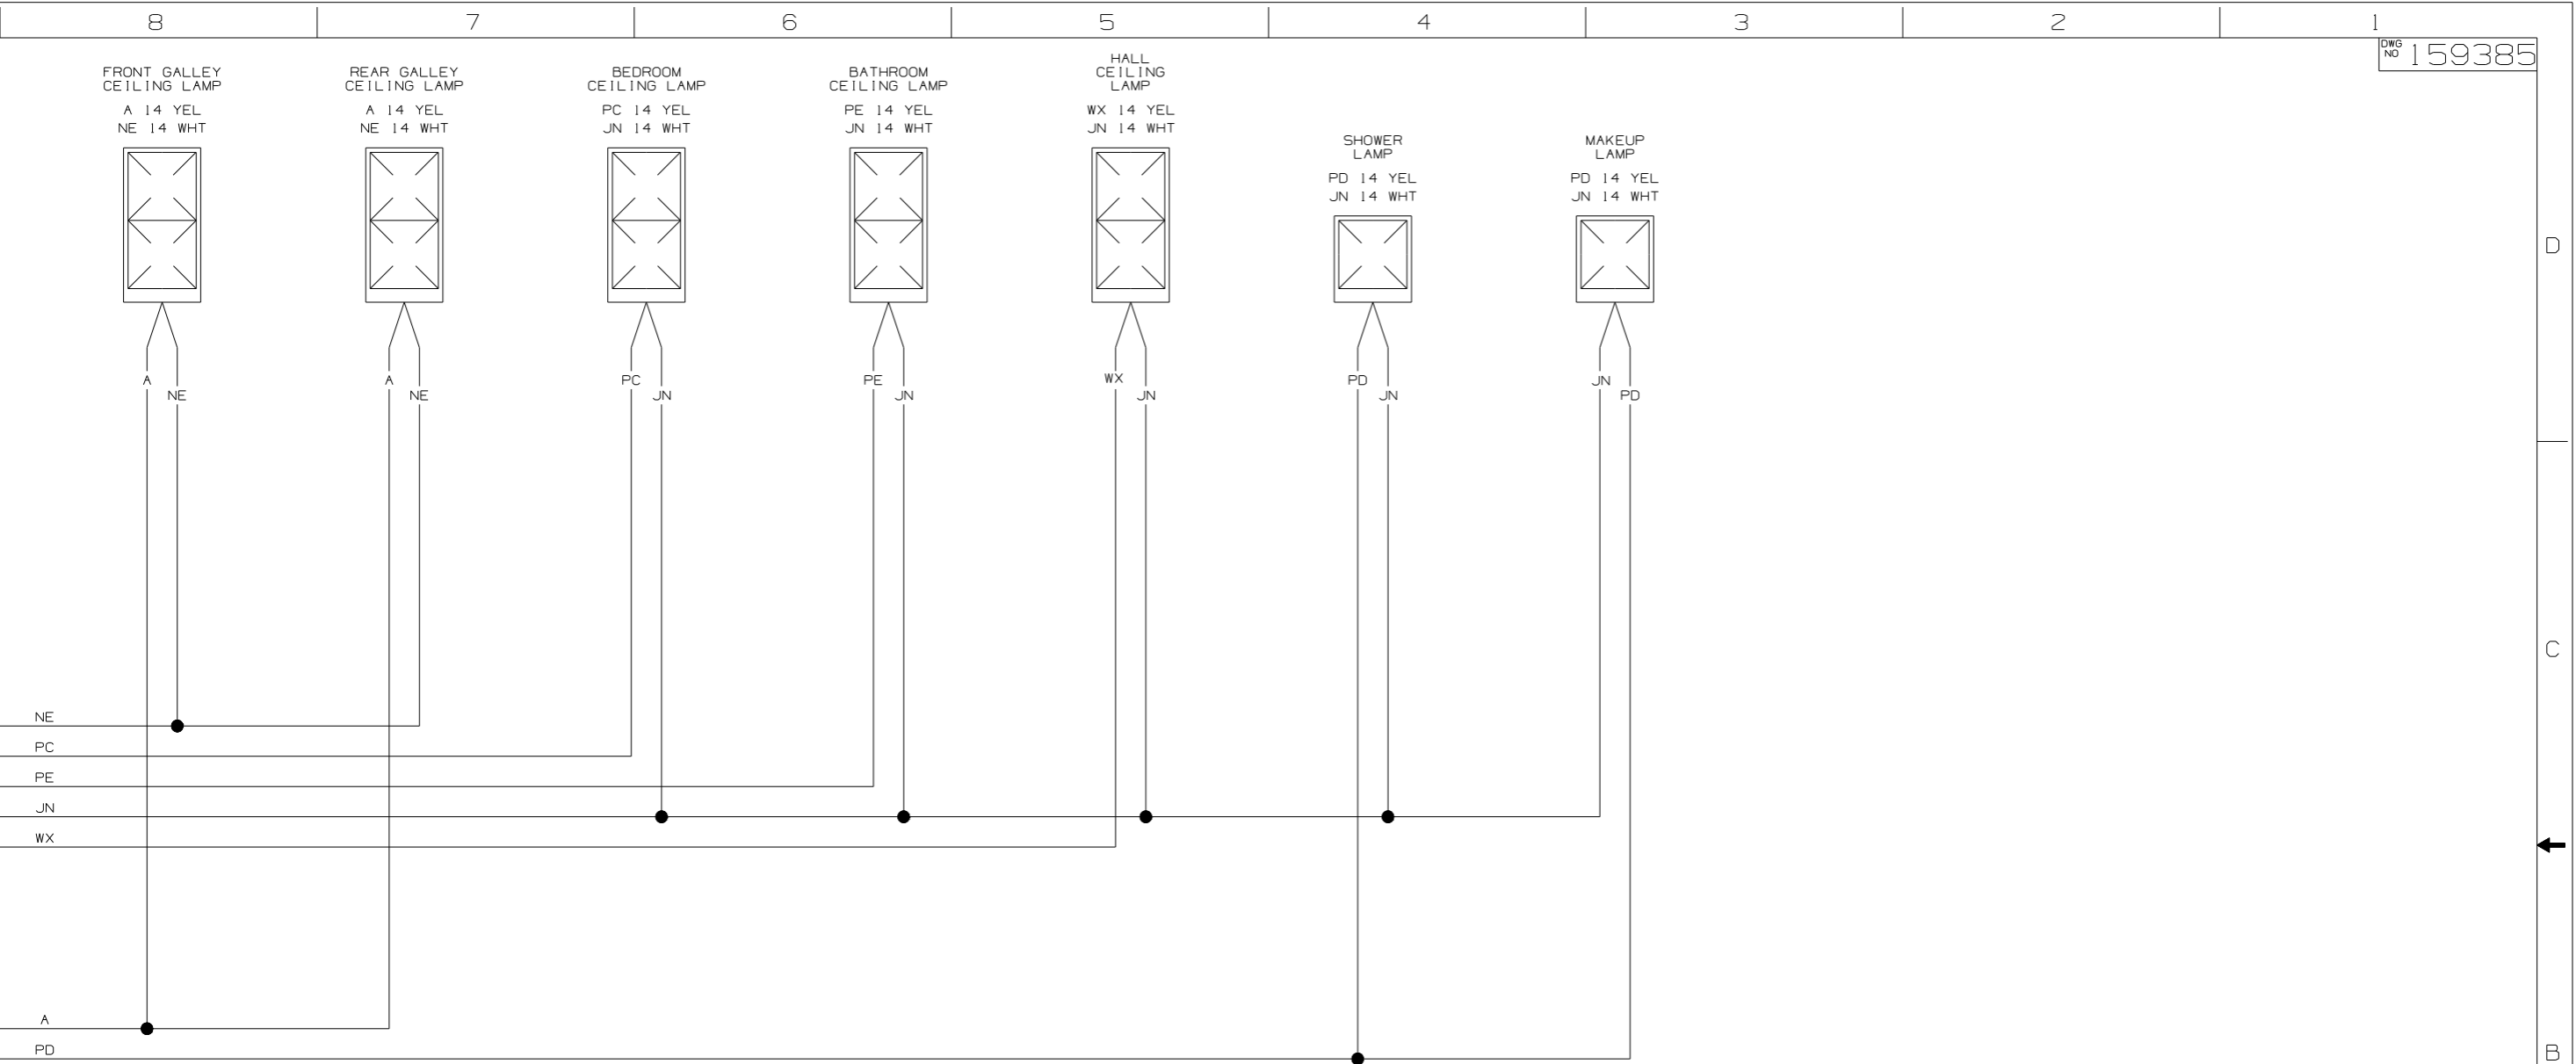 8 7 6 5 4 3 2 1
DWG
NO 159385
FRONT GALLEY
CEILING LAMP
A 14 YEL
NE 14 WHT
REAR GALLEY
CEILING LAMP
A 14 YEL
NE 14 WHT
BEDROOM
CEILING LAMP
PC 14 YEL
JN 14 WHT
BATHROOM
CEILING LAMP
PE 14 YEL
JN 14 WHT
HALL
CEILING
LAMP
WX 14 YEL
JN 14 WHT
SHOWER
LAMP
PD 14 YEL
JN 14 WHT
MAKEUP
LAMP
PD 14 YEL
JN 14 WHT
D
A A PC PE WX PD JN
NE NE JN JN JN JN PD
C
NE
PC
PE
JN
WX
A
PD
B